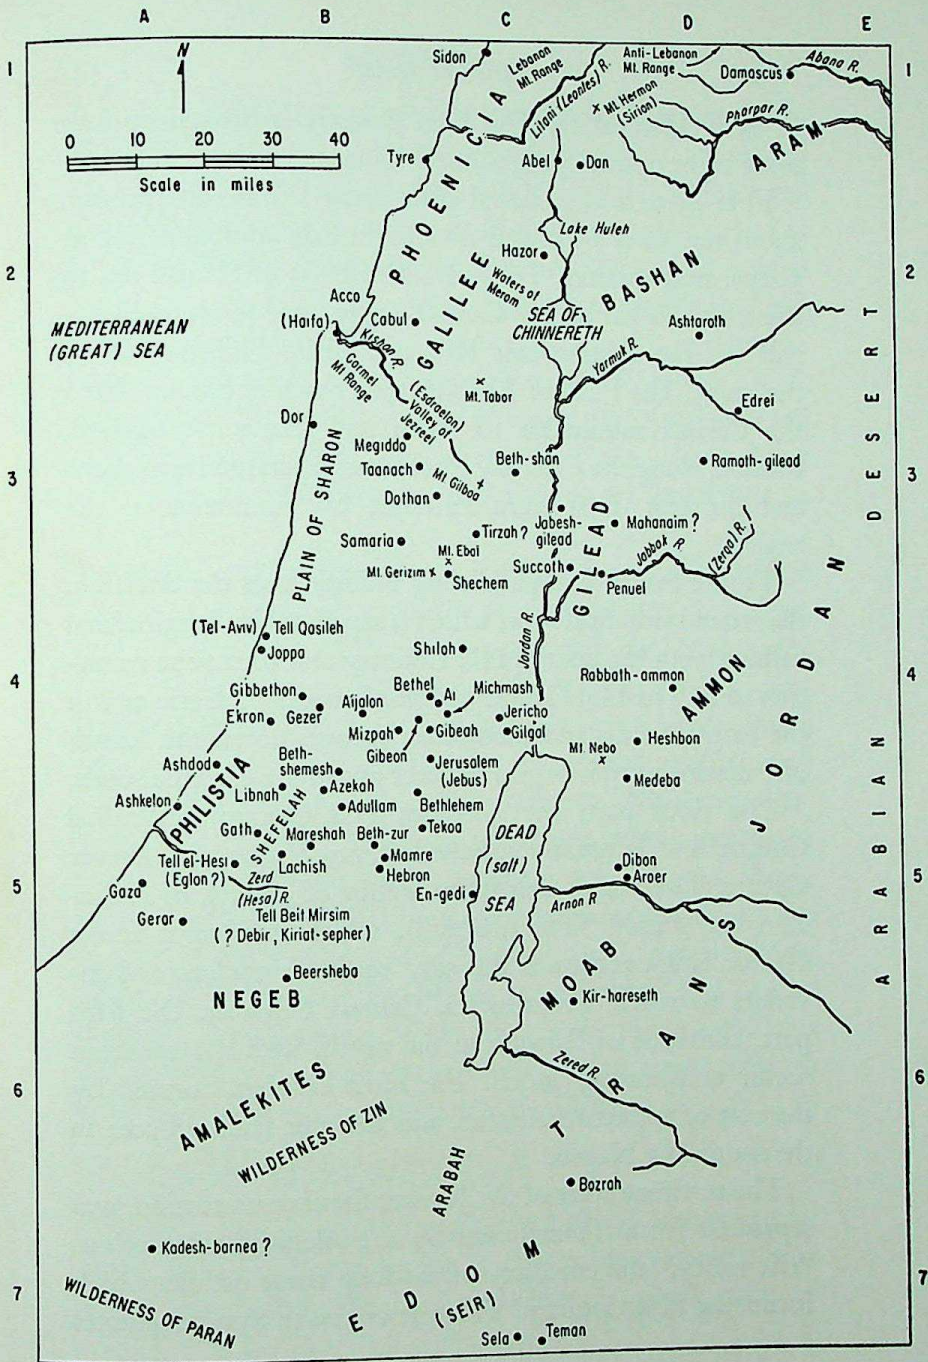 A
B
C
D
E
1
1
N
0 10 20 30 40
Scale in miles
Sidon
Lebanon
Mt. Range
Anti-Lebanon
Mt. Range
Damascus
Abana R.
Litani (Leontes) R.
Mt. Hermon
(Sirion)
Pharpar R.
ARAM
Tyre
PHOENICIA
Abel
Dan
Lake Huleh
2
2
Hazor
Waters of
Merom
BASHAN
GALILEE
Acco
(Haifa)
Cabul
SEA OF
CHINNERETH
Ashtaroth
MEDITERRANEAN
(GREAT) SEA
Kishon R.
Carmel
Mt Range
Yarmuk R.
Mt. Tabor
(Esdraelon)
Valley of
Jezreel
Edrei
Dor
Megiddo
Taanach
Mt Gilboa
Beth-shan
Ramoth-gilead
3
3
PLAIN OF SHARON
Dothan
Samaria
Tirzah ?
Jabesh-
gilead
Mahanaim ?
GILEAD
Mt. Ebal
Mt. Gerizim
Shechem
Succoth
Penuel
Jabbok R.
(Zerqa) R.
(Tel-Aviv)
Tell Qasileh
Joppa
Shiloh
Jordan R.
4
4
Rabbath-ammon
AMMON
Gibbethon
Bethel
Ai
Michmash
Ekron
Gezer
Aijalon
Jericho
Mizpah
Gibeah
Gilgal
Gibeon
Mt. Nebo
Heshbon
Ashdod
Beth-
shemesh
Jerusalem
(Jebus)
Medeba
Ashkelon
PHILISTIA
Libnah
Azekah
Adullam
Bethlehem
SHEFELAH
Gath
Mareshah
Beth-zur
Tekoa
DEAD
(salt)
SEA
Tell el-Hesi
(Eglon ?)
Lachish
Mamre
Hebron
Dibon
Aroer
5
5
Gaza
Zerd
(Hesa) R.
En-gedi
Arnon R
Gerar
Tell Beit Mirsim
( ? Debir , Kiriat-sepher)
Beersheba
NEGEB
MOAB
Kir-hareseth
TRANSJORDAN
ARABIAN DESERT
6
6
Zered R.
AMALEKITES
WILDERNESS OF ZIN
ARABAH
Bozrah
Kadesh-barnea ?
7
7
WILDERNESS OF PARAN
EDOM
(SEIR)
Sela
Teman